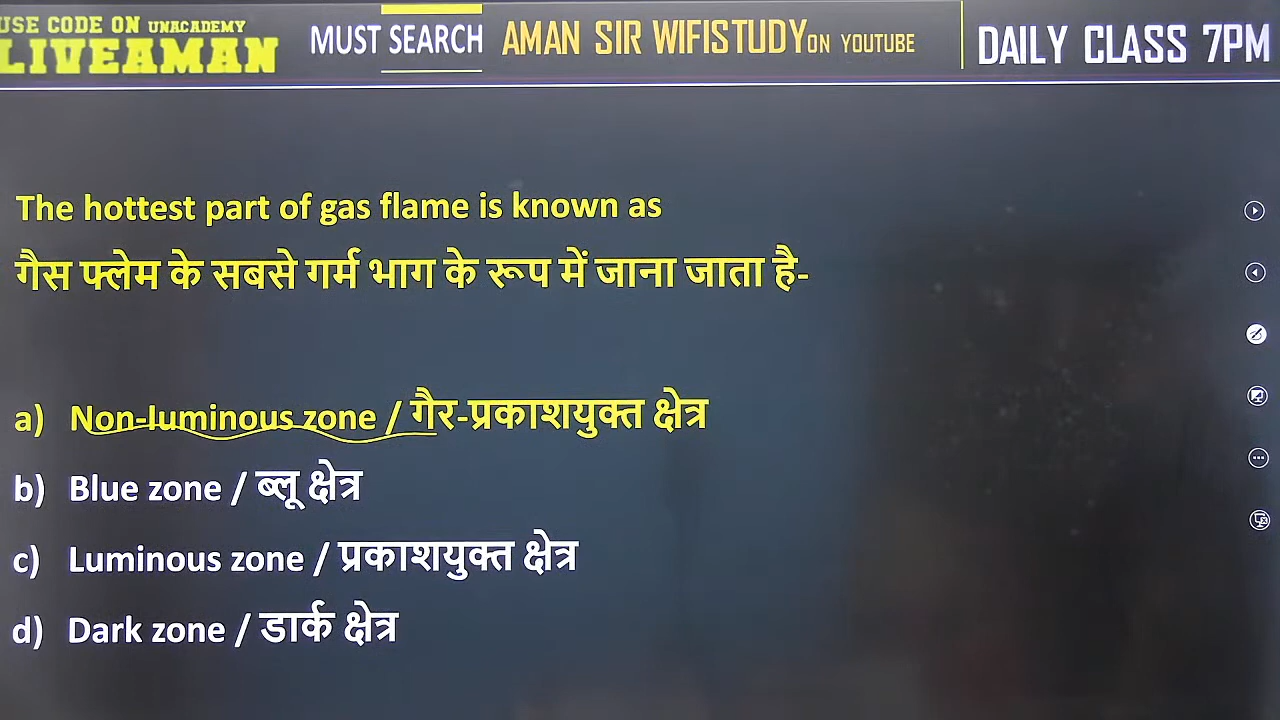 USE CODE ON UNACADEMY
LIVEAMAN
MUST SEARCH
AMAN SIR WIFISTUDY ON YOUTUBE
DAILY CLASS 7PM
The hottest part of gas flame is known as
गैस फ्लेम के सबसे गर्म भाग के रूप में जाना जाता है-
a) Non-luminous zone / गैर-प्रकाशयुक्त क्षेत्र
b) Blue zone / ब्लू क्षेत्र
c) Luminous zone / प्रकाशयुक्त क्षेत्र
d) Dark zone / डार्क क्षेत्र